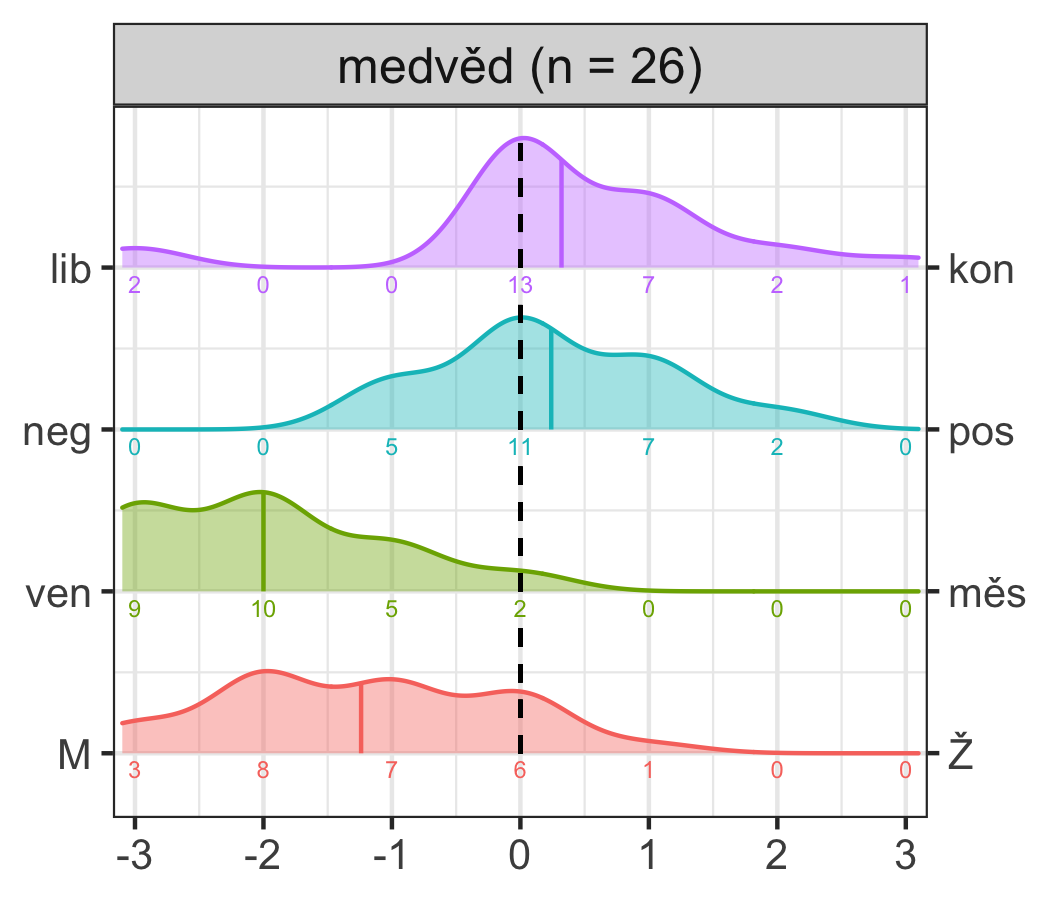 medvěd (n = 26)
lib kon
2 0 0 13 7 2 1
neg pos
0 0 5 11 7 2 0
ven měs
9 10 5 2 0 0 0
M Ž
3 8 7 6 1 0 0
-3 -2 -1 0 1 2 3